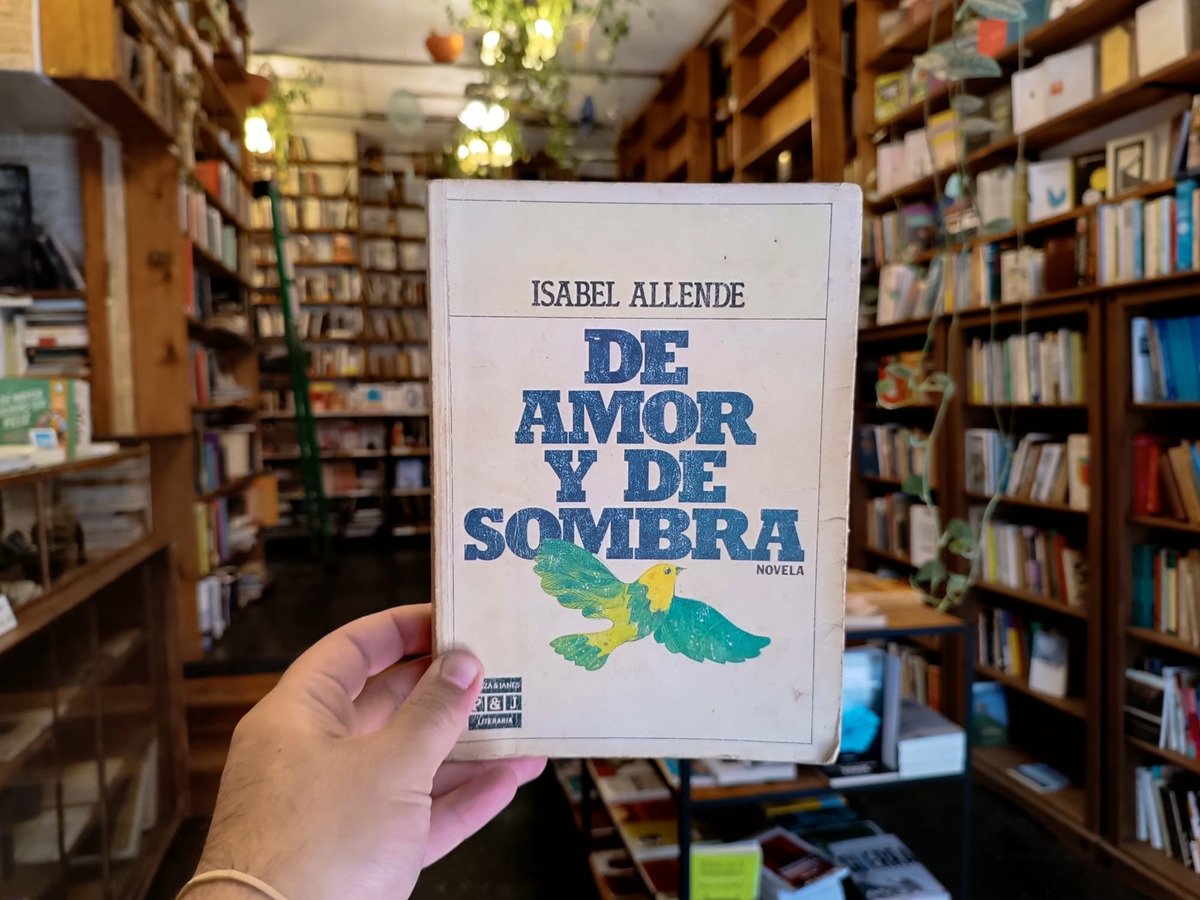 ISABEL ALLENDE
DE
AMOR
Y DE
SOMBRA
NOVELA
P & J
LITERARIA